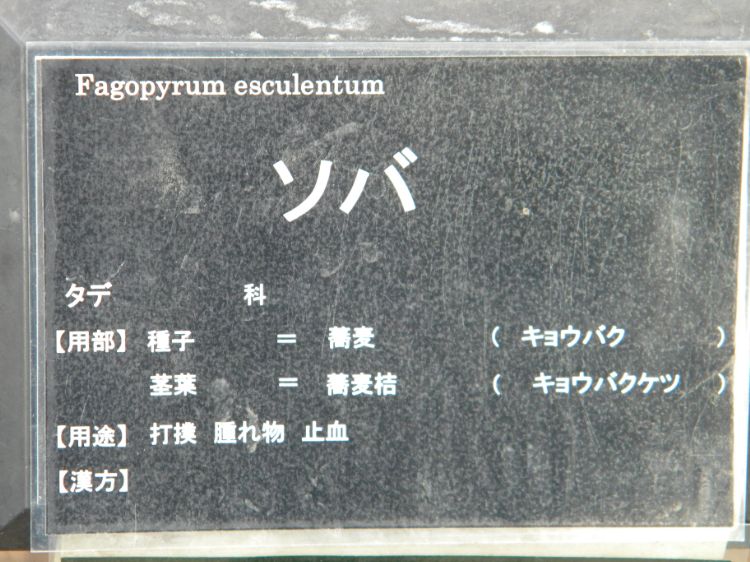 Fagopyrum esculentum
ソバ
タデ 科
【用部】 種子 = 蕎麦 ( キョウバク )
茎葉 = 蕎麦桔 ( キョウバクケツ )
【用途】 打撲 腫れ物 止血
【漢方】